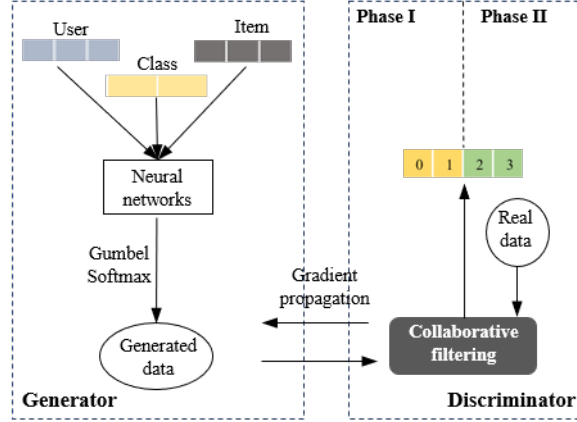 User
Item
Class
Neural
networks
Gumbel
Softmax
Generated
data
Generator
Gradient
propagation
Phase I
Phase II
0 1 2 3
Real
data
Collaborative
filtering
Discriminator